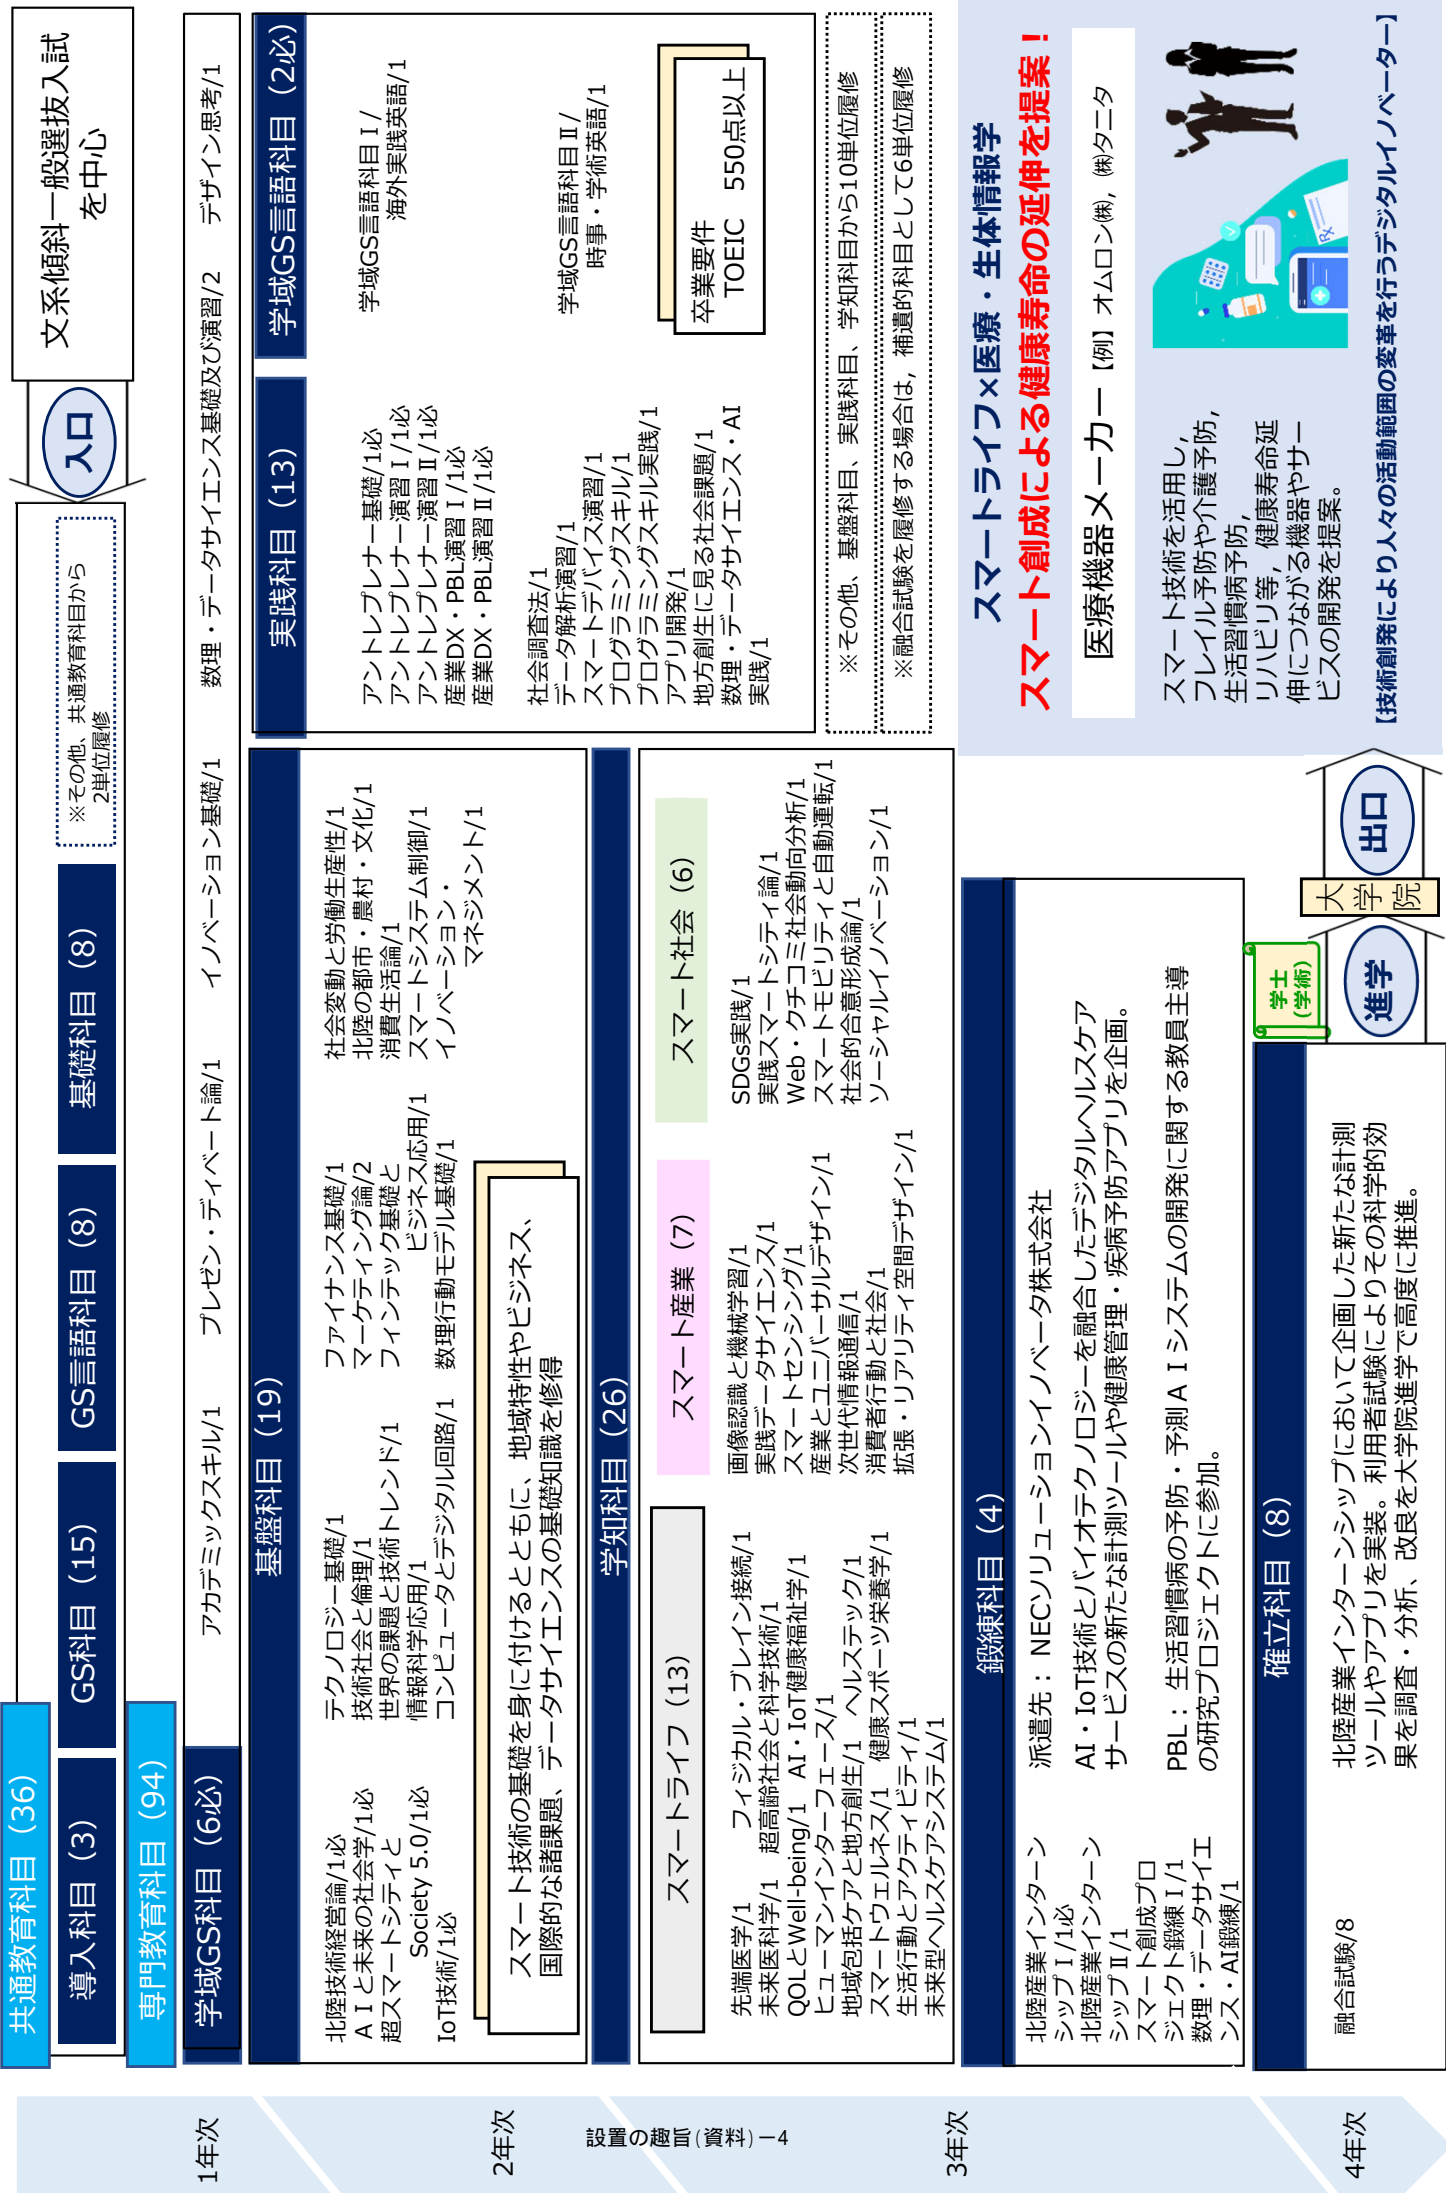 共通教育科目（36）
導入科目（3）
GS科目（15）
GS言語科目（8）
基礎科目（8）
※その他、共通教育科目から
2単位履修
入口
文系傾斜一般選抜入試
を中心
専門教育科目（94）
学域GS科目（6必）
アカデミックスキル/1
プレゼン・ディベート論/1
イノベーション基礎/1
数理・データサイエンス基礎及び演習/2
デザイン思考/1
基盤科目（19）
北陸技術経営論/1必
ＡＩと未来の社会学/1必
超スマートシティと
Society 5.0/1必
IoT技術/1必
テクノロジー基礎/1
技術社会と倫理/1
世界の課題と技術トレンド/1
情報科学応用/1
コンピュータとデジタル回路/1
ファイナンス基礎/1
マーケティング論/2
フィンテック基礎と
ビジネス応用/1
数理行動モデル基礎/1
社会変動と労働生産性/1
北陸の都市・農村・文化/1
消費生活論/1
スマートシステム制御/1
イノベーション・
マネジメント/1
スマート技術の基礎を身に付けるとともに、地域特性やビジネス、
国際的な諸課題、データサイエンスの基礎知識を修得
実践科目（13）
アントレプレナー基礎/1必
アントレプレナー演習Ⅰ/1必
アントレプレナー演習Ⅱ/1必
産業DX・PBL演習Ⅰ/1必
産業DX・PBL演習Ⅱ/1必
社会調査法/1
データ解析演習/1
スマートデバイス演習/1
プログラミングスキル/1
プログラミングスキル実践/1
アプリ開発/1
地方創生に見る社会課題/1
数理・データサイエンス・AI
実践/1
学域GS言語科目（2必）
学域GS言語科目Ⅰ/
海外実践英語/1
学域GS言語科目Ⅱ/
時事・学術英語/1
卒業要件
TOEIC 550点以上
※その他、基盤科目、実践科目、学知科目から10単位履修
※融合試験を履修する場合は，補遺的科目として6単位履修
学知科目（26）
スマートライフ（13）
先端医学/1 フィジカル・ブレイン接続/1
未来医科学/1 超高齢社会と科学技術/1
QOLとWell-being/1 AI・IoT健康福祉学/1
ヒューマンインターフェース/1
地域包括ケアと地方創生/1 ヘルステック/1
スマートウェルネス/1 健康スポーツ栄養学/1
生活行動とアクティビティ/1
未来型ヘルスケアシステム/1
スマート産業（7）
画像認識と機械学習/1
実践データサイエンス/1
スマートセンシング/1
産業とユニバーサルデザイン/1
次世代情報通信/1
消費者行動と社会/1
拡張・リアリティ空間デザイン/1
スマート社会（6）
SDGs実践/1
実践スマートシティ論/1
Web・クチコミ社会動向分析/1
スマートモビリティと自動運転/1
社会的合意形成論/1
ソーシャルイノベーション/1
鍛練科目（4）
北陸産業インターン
シップⅠ/1必
北陸産業インターン
シップⅡ/1
スマート創成プロ
ジェクト鍛練Ⅰ/1
数理・データサイエ
ンス・AI鍛練/1
派遣先：NECソリューションイノベータ株式会社
AI・IoT技術とバイオテクノロジーを融合したデジタルヘルスケア
サービスの新たな計測ツールや健康管理・疾病予防アプリを企画。
PBL：生活習慣病の予防・予測ＡＩシステムの開発に関する教員主導
の研究プロジェクトに参加。
確立科目（8）
融合試験/8
北陸産業インターンシップにおいて企画した新たな計測
ツールやアプリを実装。利用者試験によりその科学的効
果を調査・分析、改良を大学院進学で高度に推進。
学士
（学術）
進学
大学院
出口
スマートライフ×医療・生体情報学
スマート創成による健康寿命の延伸を提案！
医療機器メーカー【例】オムロン㈱，㈱タニタ
スマート技術を活用し，
フレイル予防や介護予防，
生活習慣病予防，
リハビリ等，健康寿命延
伸につながる機器やサー
ビスの開発を提案。
Rx
【技術創発により人々の活動範囲の変革を行うデジタルイノベーター】
1年次
2年次
3年次
4年次
設置の趣旨(資料)－4